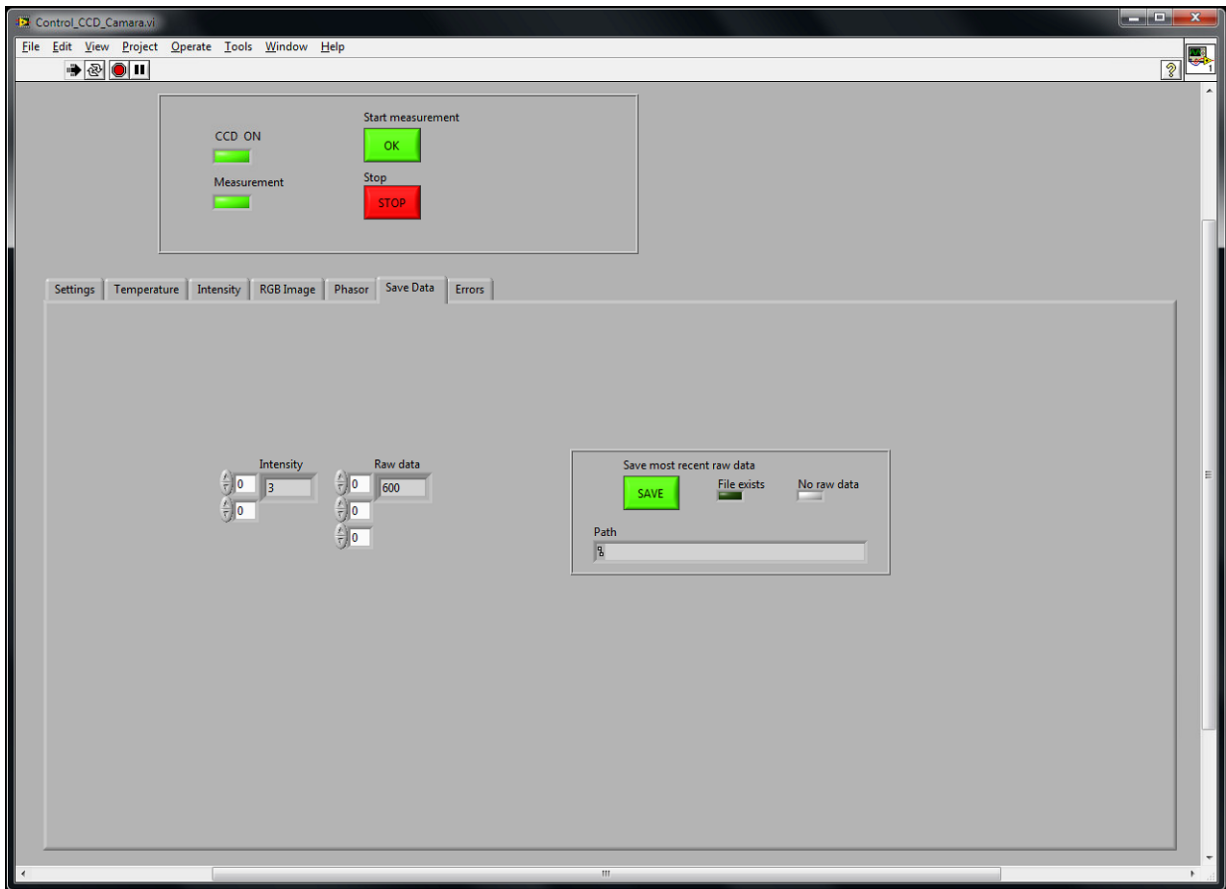 Control_CCD_Camara.vi
File Edit View Project Operate Tools Window Help
1
CCD ON
Start measurement
OK
Measurement
Stop
STOP
Settings Temperature Intensity RGB Image Phasor Save Data Errors
Intensity Raw data
0 3 0 600
0 0
0
Save most recent raw data
SAVE File exists No raw data
Path